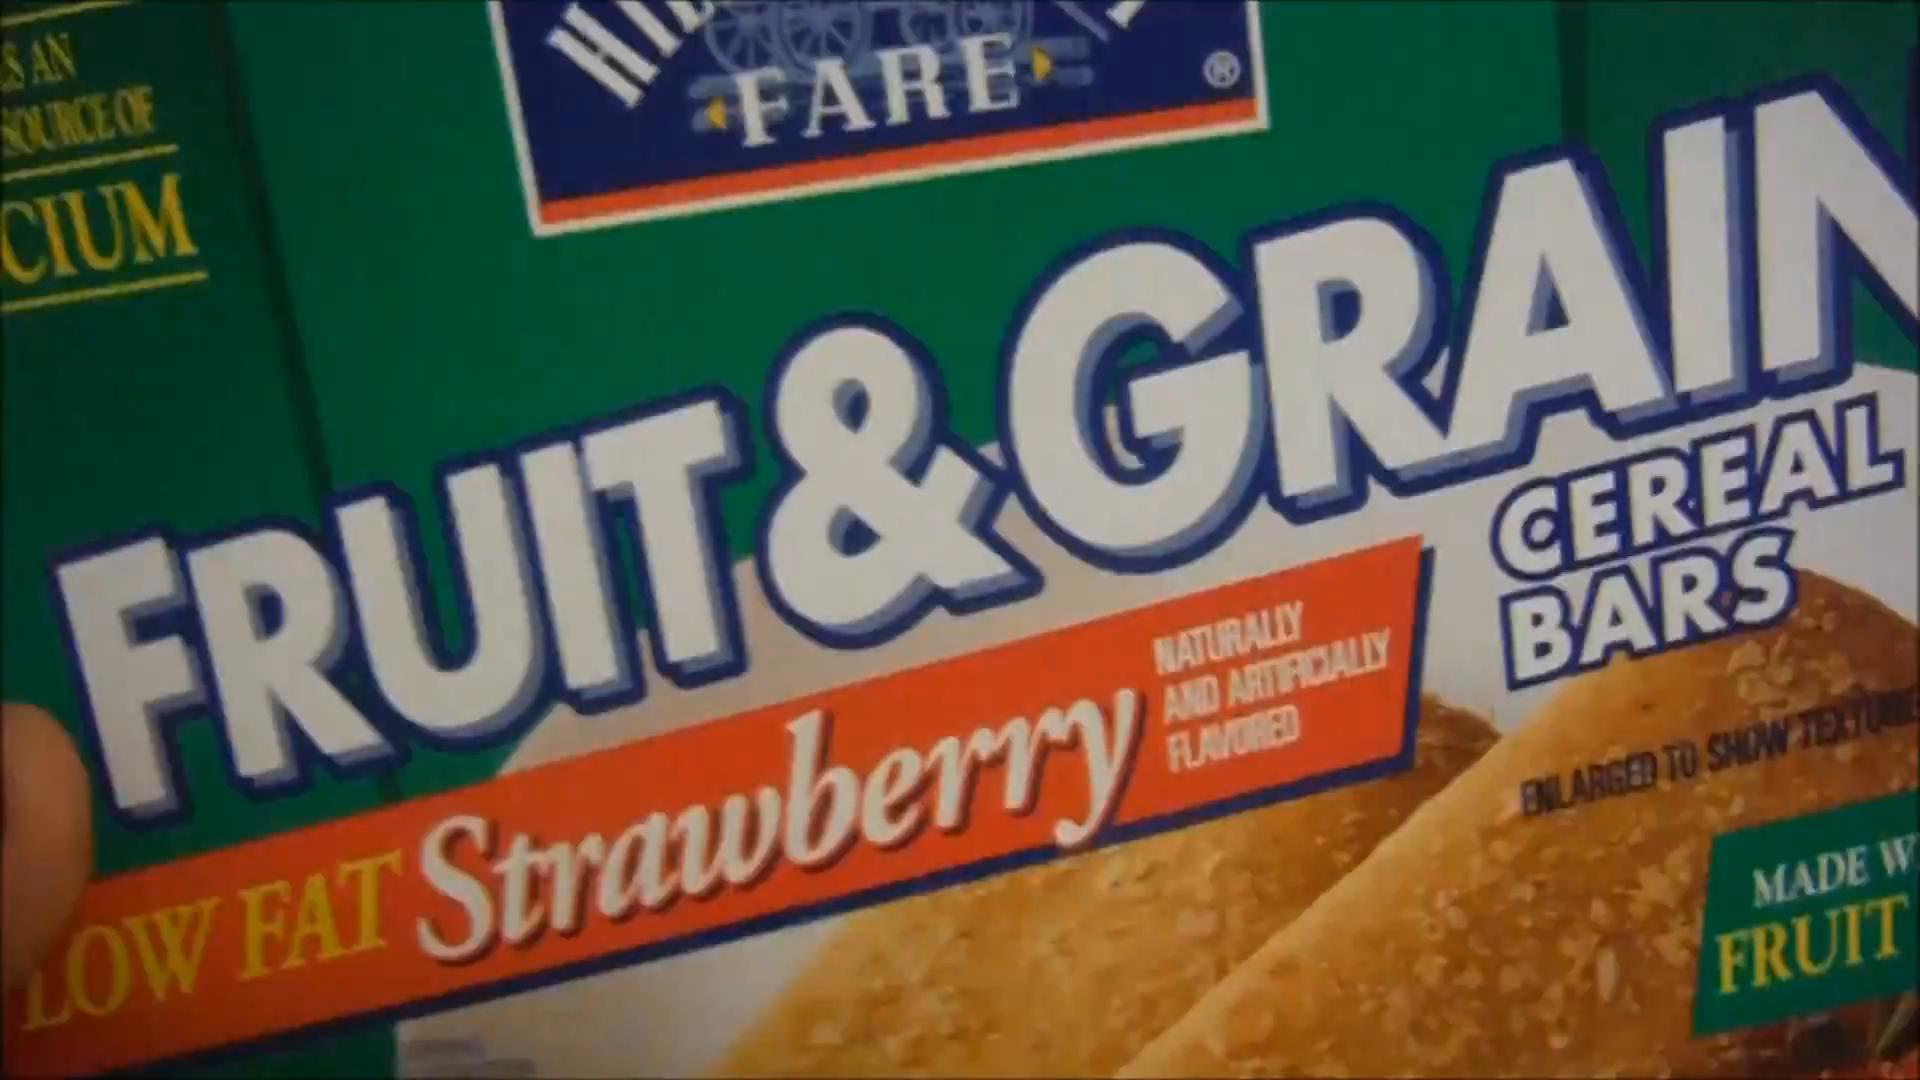 S AN
SOURCE OF
CIUM
FARE
®
FRUIT & GRAIN
CEREAL
BARS
LOW FAT Strawberry
NATURALLY
AND ARTIFICIALLY
FLAVORED
ENLARGED TO SHOW TEXTURE
MADE W
FRUIT